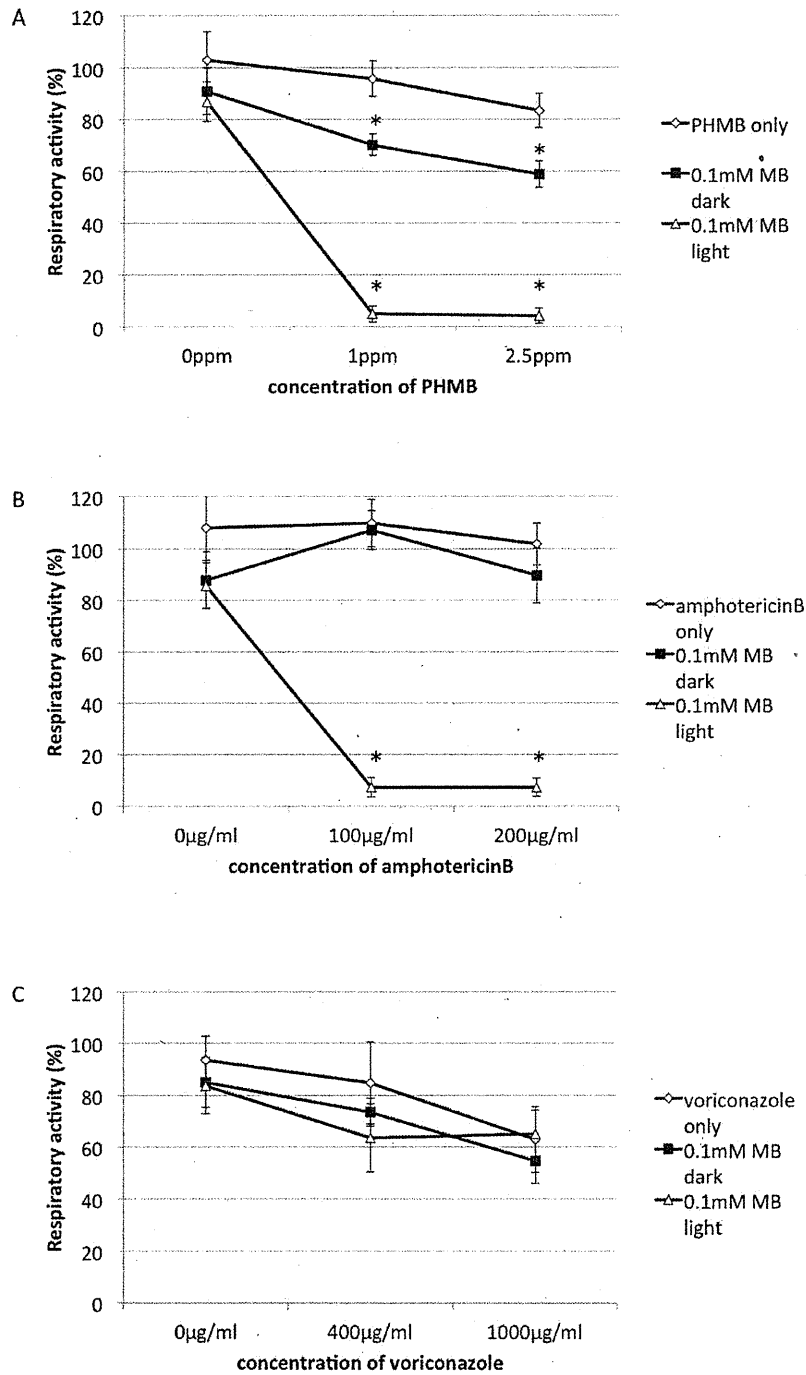 A
120
100
80
60
40
20
0
Respiratory activity (%)
*
*
*
*
0ppm 1ppm 2.5ppm
concentration of PHMB
PHMB only
0.1mM MB
dark
0.1mM MB
light
B
120
100
80
60
40
20
0
Respiratory activity (%)
*
*
0µg/ml 100µg/ml 200µg/ml
concentration of amphotericinB
amphotericinB
only
0.1mM MB
dark
0.1mM MB
light
C
120
100
80
60
40
20
0
Respiratory activity (%)
0µg/ml 400µg/ml 1000µg/ml
concentration of voriconazole
voriconazole
only
0.1mM MB
dark
0.1mM MB
light